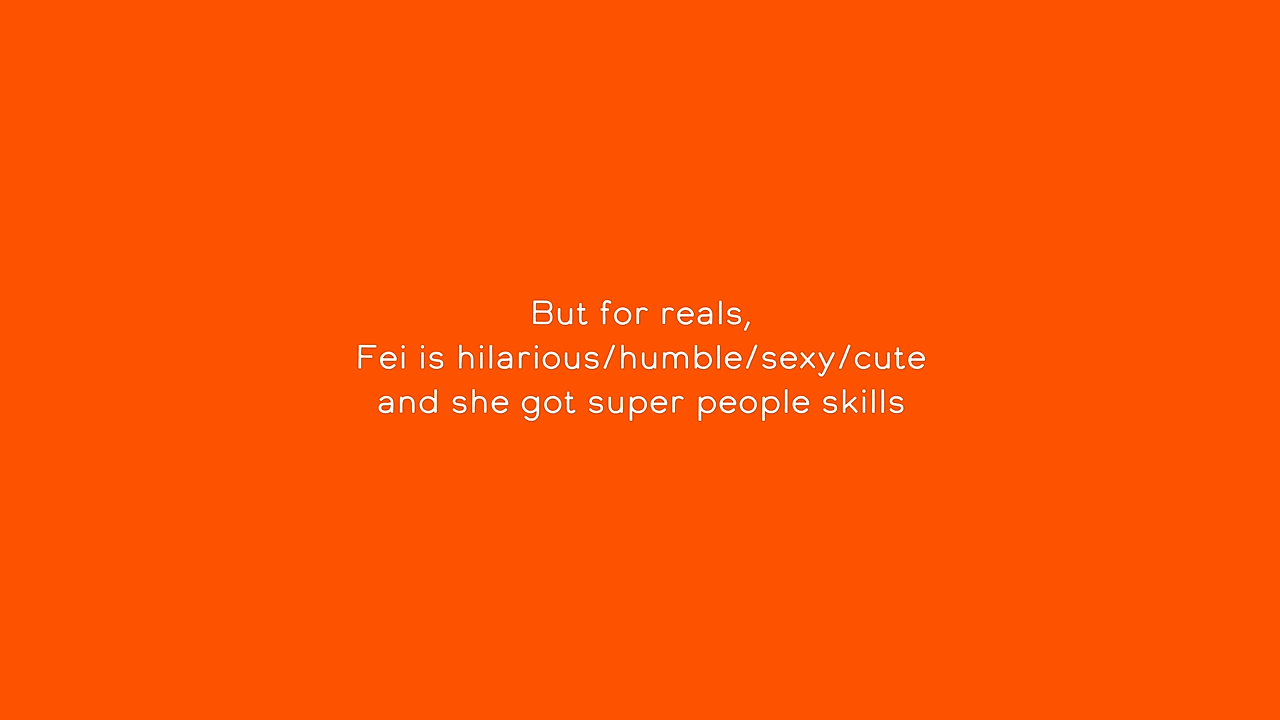 But for reals,
Fei is hilarious/humble/sexy/cute
and she got super people skills